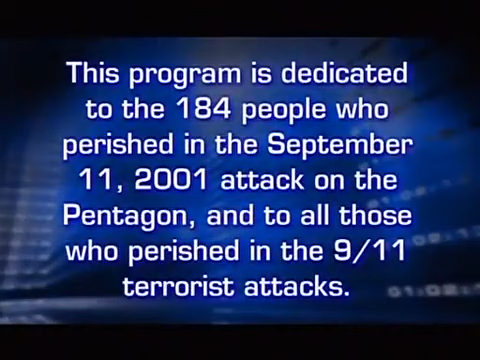 This program is dedicated
to the 184 people who
perished in the September
11, 2001 attack on the
Pentagon, and to all those
who perished in the 9/11
terrorist attacks.